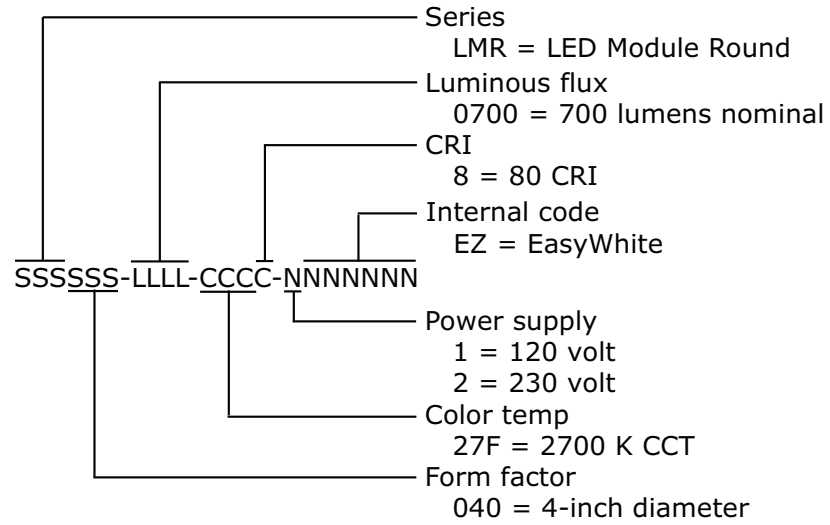 Series
LMR = LED Module Round
Luminous flux
0700 = 700 lumens nominal
CRI
8 = 80 CRI
Internal code
EZ = EasyWhite
SSSSSS-LLLL-CCCC-NNNNNNN
Power supply
1 = 120 volt
2 = 230 volt
Color temp
27F = 2700 K CCT
Form factor
040 = 4-inch diameter